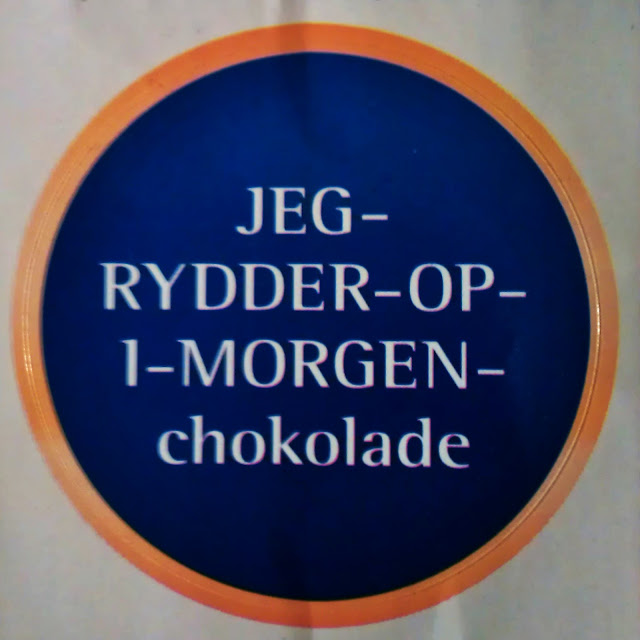 JEG-
RYDDER-OP-
I-MORGEN-
chokolade